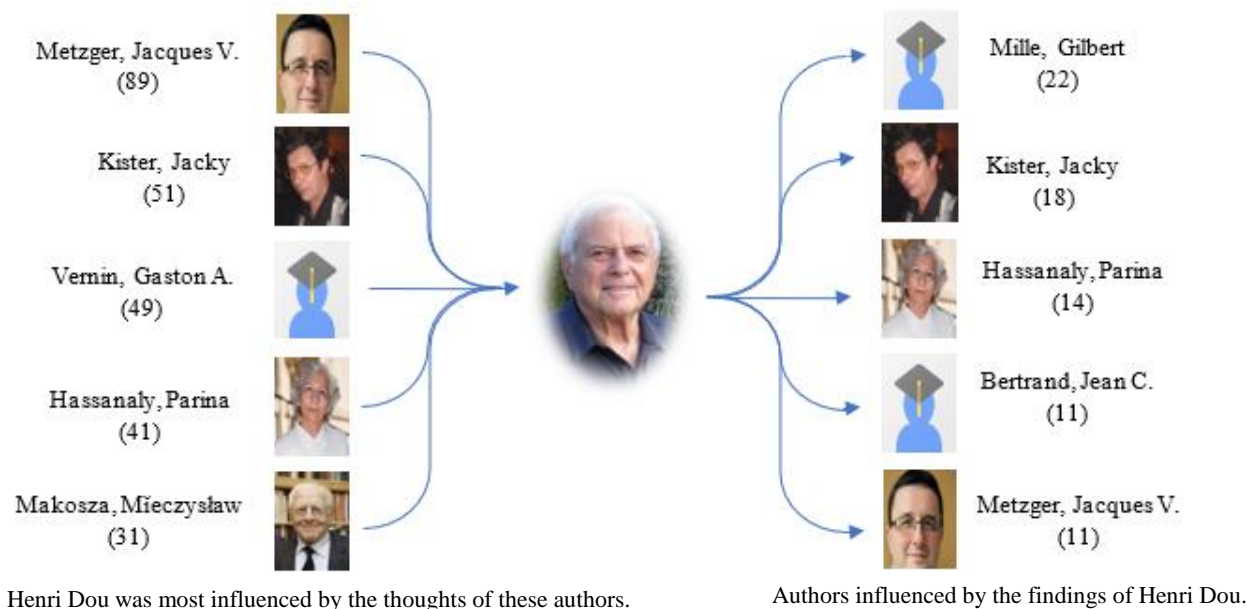 Metzger, Jacques V.
(89)
Kister, Jacky
(51)
Vernin, Gaston A.
(49)
Hassanaly, Parina
(41)
Makosza, Mïeczysław
(31)
Henri Dou was most influenced by the thoughts of these authors.
Mille, Gilbert
(22)
Kister, Jacky
(18)
Hassanaly, Parina
(14)
Bertrand, Jean C.
(11)
Metzger, Jacques V.
(11)
Authors influenced by the findings of Henri Dou.